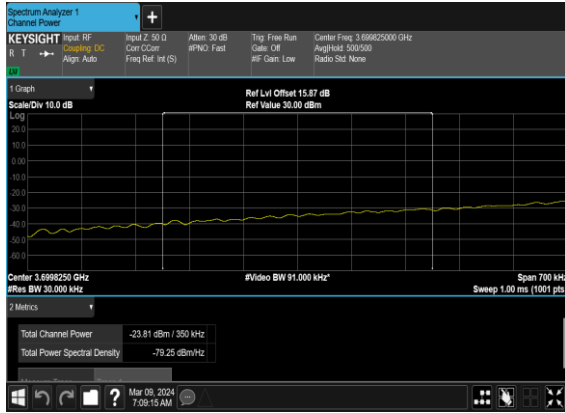 Spectrum Analyzer 1
Channel Power
+
KEYSIGHT Input: RF Input Z: 50 Ω Atten: 30 dB Trig: Free Run Center Freq: 3.699825000 GHz
R T Coupling: DC Corr CCorr #PNO: Fast Gate: Off Avg|Hold: 500/500
Align: Auto Freq Ref: Int (S) #IF Gain: Low Radio Std: None
LXI
1 Graph Ref Lvl Offset 15.87 dB
Scale/Div 10.0 dB Ref Value 30.00 dBm
Log
20.0
10.0
0.00
-10.0
-20.0
-30.0
-40.0
-50.0
-60.0
Center 3.6998250 GHz #Video BW 91.000 kHz* Span 700 kHz
#Res BW 30.000 kHz Sweep 1.00 ms (1001 pts
2 Metrics
Total Channel Power -23.81 dBm / 350 kHz
Total Power Spectral Density -79.25 dBm/Hz
? Mar 09, 2024
7:09:15 AM